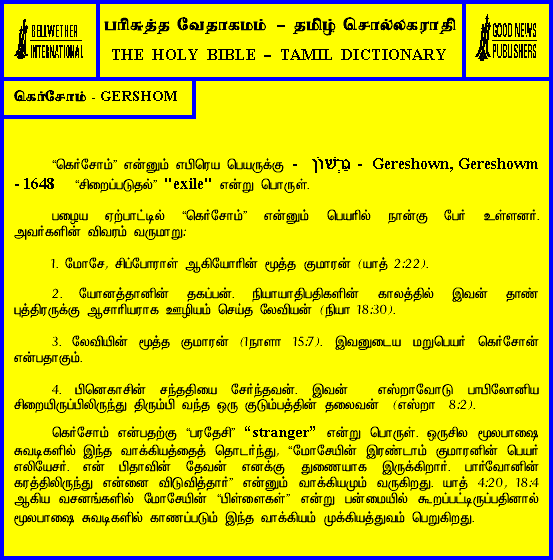 BELLWETHER
INTERNATIONAL
பரிசுத்த வேதாகமம் – தமிழ் சொல்லகராதி
THE HOLY BIBLE – TAMIL DICTIONARY
GOOD NEWS
PUBLISHERS
கெர்சோம் - GERSHOM
“கெர்சோம்” என்னும் எபிரெய பெயருக்கு - גֵּרְשׁוֹן - Gereshown, Gereshowm
- 1648 “சிறைப்படுதல்” "exile" என்று பொருள்.
பழைய ஏற்பாட்டில் “கெர்சோம்” என்னும் பெயரில் நான்கு பேர் உள்ளனர்.
அவர்களின் விவரம் வருமாறு:
1. மோசே, சிப்போராள் ஆகியோரின் மூத்த குமாரன் (யாத் 2:22).
2. யோனத்தானின் தகப்பன். நியாயாதிபதிகளின் காலத்தில் இவன் தாண்
புத்திரருக்கு ஆசாரியராக ஊழியம் செய்த லேவியன் (நியா 18:30).
3. லேவியின் மூத்த குமாரன் (1நாளா 15:7). இவனுடைய மறுபெயர் கெர்சோன்
என்பதாகும்.
4. பினெகாசின் சந்ததியை சேர்ந்தவன். இவன் எஸ்றாவோடு பாபிலோனிய
சிறையிருப்பிலிருந்து திரும்பி வந்த ஒரு குடும்பத்தின் தலைவன் (எஸ்றா 8:2).
கெர்சோம் என்பதற்கு “பரதேசி” “stranger” என்று பொருள். ஒருசில மூலபாஷை
சுவடிகளில் இந்த வாக்கியத்தைத் தொடர்ந்து, “மோசேயின் இரண்டாம் குமாரனின் பெயர்
எலியேசர். என் பிதாவின் தேவன் எனக்கு துணையாக இருக்கிறார். பார்வோனின்
கரத்திலிருந்து என்னை விடுவித்தார்” என்னும் வாக்கியமும் வருகிறது. யாத் 4:20, 18:4
ஆகிய வசனங்களில் மோசேயின் “பிள்ளைகள்” என்று பன்மையில் கூறப்பட்டிருப்பதினால்
மூலபாஷை சுவடிகளில் காணப்படும் இந்த வாக்கியம் முக்கியத்துவம் பெறுகிறது.